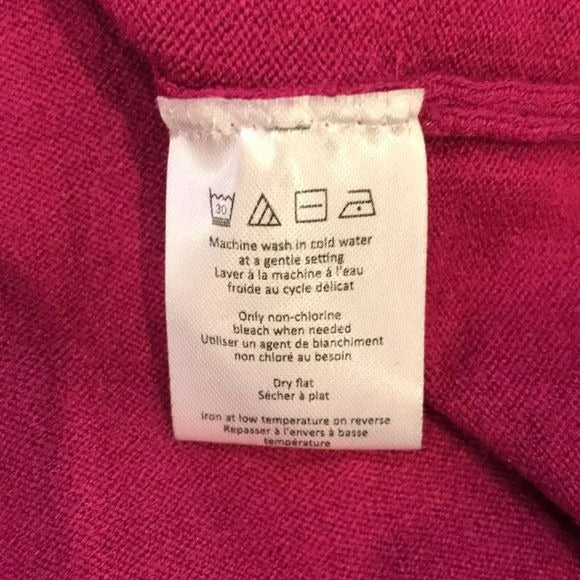 30
Machine wash in cold water
at a gentle setting
Laver à la machine à l'eau
froide au cycle délicat
Only non-chlorine
bleach when needed
Utiliser un agent de blanchiment
non chloré au besoin
Dry flat
Sécher à plat
Iron at low temperature on reverse
Repasser à l'envers à basse
température